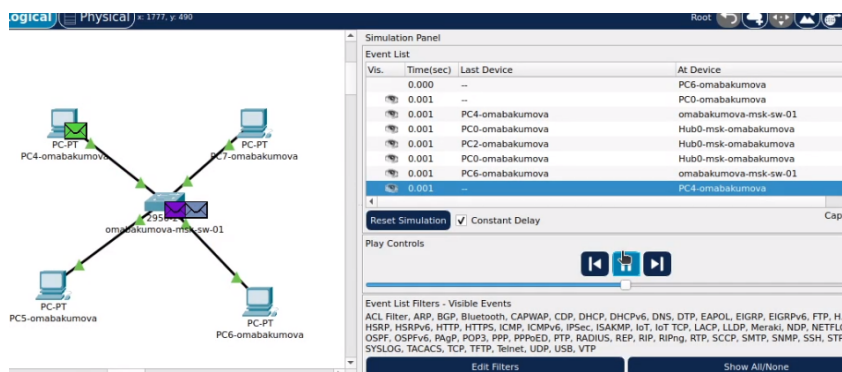 ogical Physical x: 1777, y: 490 Root
Simulation Panel
Event List
Vis. Time(sec) Last Device At Device
0.000 -- PC6-omabakumova
0.001 -- PC0-omabakumova
0.001 PC4-omabakumova omabakumova-msk-sw-01
0.001 PC0-omabakumova Hub0-msk-omabakumova
0.001 PC2-omabakumova Hub0-msk-omabakumova
0.001 PC0-omabakumova Hub0-msk-omabakumova
0.001 PC6-omabakumova omabakumova-msk-sw-01
0.001 -- PC4-omabakumova
Reset Simulation Constant Delay Cap
Play Controls
Event List Filters - Visible Events
ACL Filter, ARP, BGP, Bluetooth, CAPWAP, CDP, DHCP, DHCPv6, DNS, DTP, EAPOL, EIGRP, EIGRPv6, FTP, H
HSRP, HSRPv6, HTTP, HTTPS, ICMP, ICMPv6, IPSec, ISAKMP, IoT, IoT TCP, LACP, LLDP, Meraki, NDP, NETFL
OSPF, OSPFv6, PAgP, POP3, PPP, PPPoED, PTP, RADIUS, REP, RIP, RIPng, RTP, SCCP, SMTP, SNMP, SSH, STP
SYSLOG, TACACS, TCP, TFTP, Telnet, UDP, USB, VTP
Edit Filters Show All/None
PC-PT
PC4-omabakumova
PC-PT
PC7-omabakumova
omabakumova-msk-sw-01
PC-PT
PC5-omabakumova
PC-PT
PC6-omabakumova